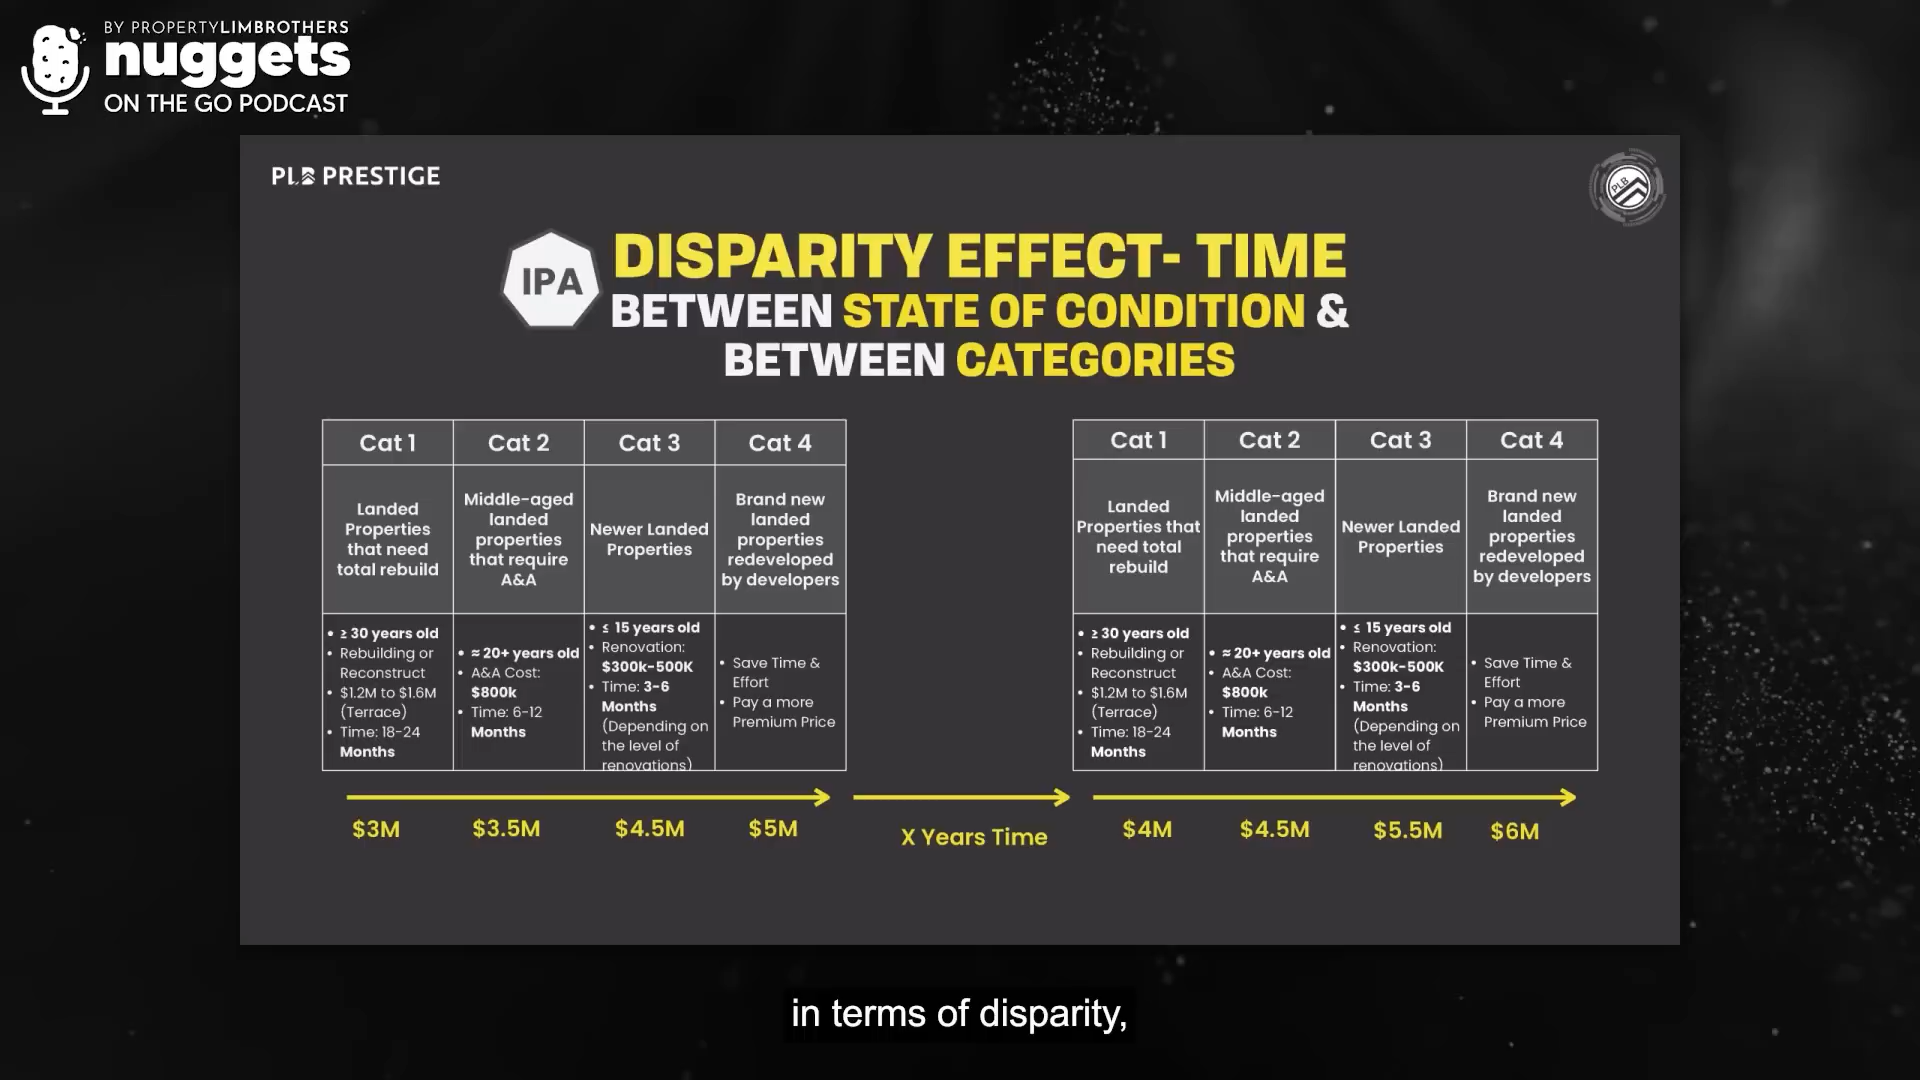 BY PROPERTYLIMBROTHERS
nuggets
ON THE GO PODCAST
PLB PRESTIGE
PLB
IPA
DISPARITY EFFECT- TIME
BETWEEN STATE OF CONDITION &
BETWEEN CATEGORIES
Cat 1
Cat 2
Cat 3
Cat 4
Landed
Properties
that need
total rebuild
Middle-aged
landed
properties
that require
A&A
Newer Landed
Properties
Brand new
landed
properties
redeveloped
by developers
• ≥ 30 years old
• Rebuilding or
Reconstruct
• $1.2M to $1.6M
(Terrace)
• Time: 18-24
Months
• ≈ 20+ years old
• A&A Cost:
$800k
• Time: 6-12
Months
• ≤ 15 years old
• Renovation:
$300k-500K
• Time: 3-6
Months
(Depending on
the level of
renovations)
• Save Time &
Effort
• Pay a more
Premium Price
$3M
$3.5M
$4.5M
$5M
X Years Time
Cat 1
Cat 2
Cat 3
Cat 4
Landed
Properties that
need total
rebuild
Middle-aged
landed
properties
that require
A&A
Newer Landed
Properties
Brand new
landed
properties
redeveloped
by developers
• ≥ 30 years old
• Rebuilding or
Reconstruct
• $1.2M to $1.6M
(Terrace)
• Time: 18-24
Months
• ≈ 20+ years old
• A&A Cost:
$800k
• Time: 6-12
Months
• ≤ 15 years old
• Renovation:
$300k-500K
• Time: 3-6
Months
(Depending on
the level of
renovations)
• Save Time &
Effort
• Pay a more
Premium Price
$4M
$4.5M
$5.5M
$6M
in terms of disparity,